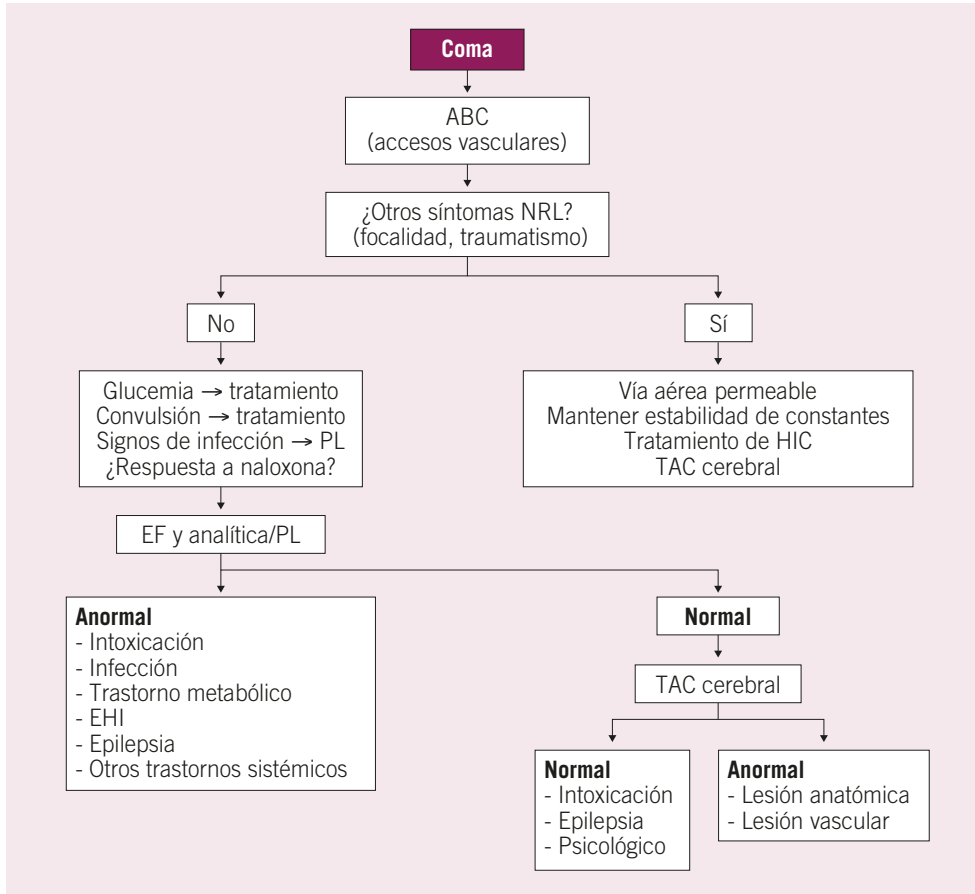 Coma
ABC
(accesos vasculares)
¿Otros síntomas NRL?
(focalidad, traumatismo)
No
Sí
Glucemia → tratamiento
Convulsión → tratamiento
Signos de infección → PL
¿Respuesta a naloxona?
Vía aérea permeable
Mantener estabilidad de constantes
Tratamiento de HIC
TAC cerebral
EF y analítica/PL
Anormal
- Intoxicación
- Infección
- Trastorno metabólico
- EHI
- Epilepsia
- Otros trastornos sistémicos
Normal
TAC cerebral
Normal
- Intoxicación
- Epilepsia
- Psicológico
Anormal
- Lesión anatómica
- Lesión vascular